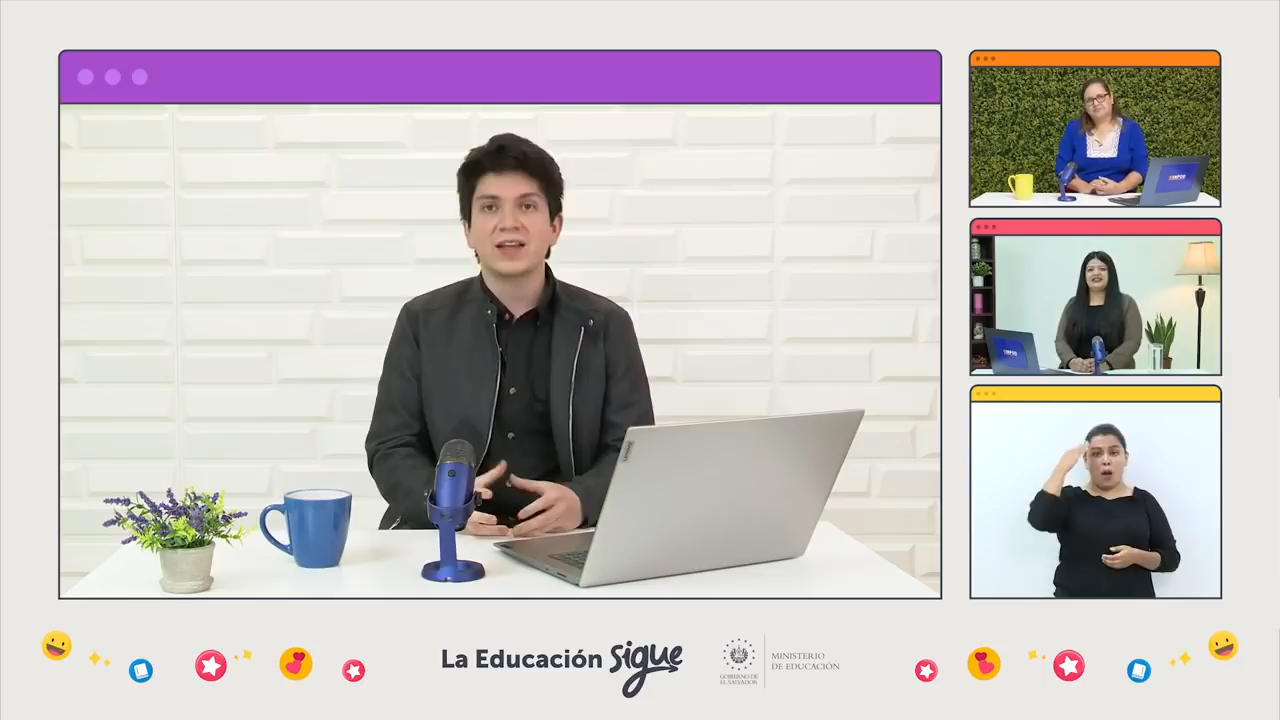 La Educación sigue
GOBIERNO DE
EL SALVADOR
MINISTERIO
DE EDUCACIÓN